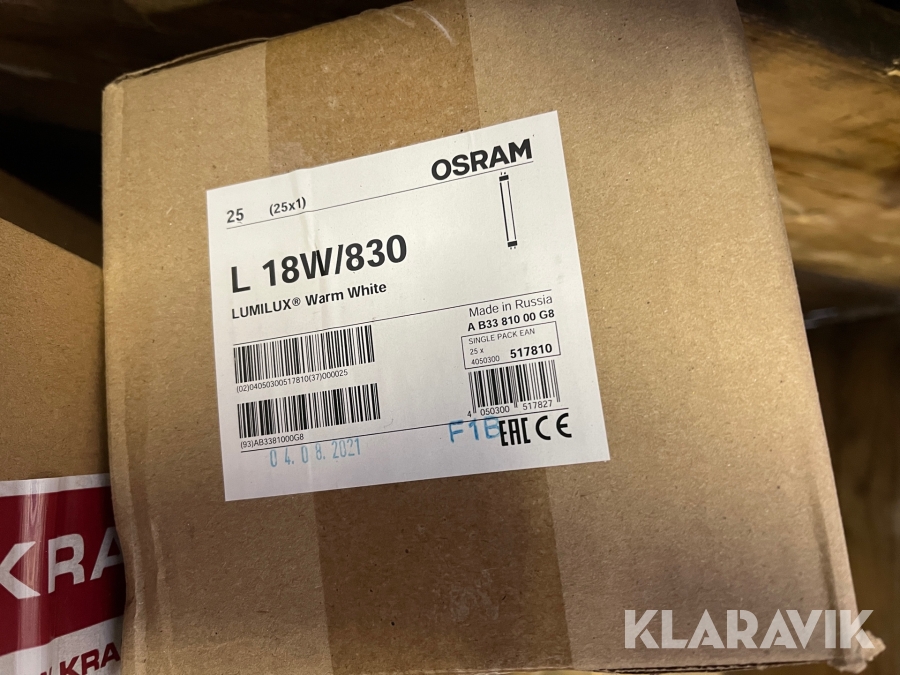 OSRAM
25 (25x1)
L 18W/830
LUMILUX® Warm White
Made in Russia
A B33 810 00 G8
SINGLE PACK EAN
25 x
4050300 517810
(02)04050300517810(37)000025
4 050300 517827
(93)AB3381000G8
F1B EAC CE
04.08.2021
KRA
KRA
KLARAVIK